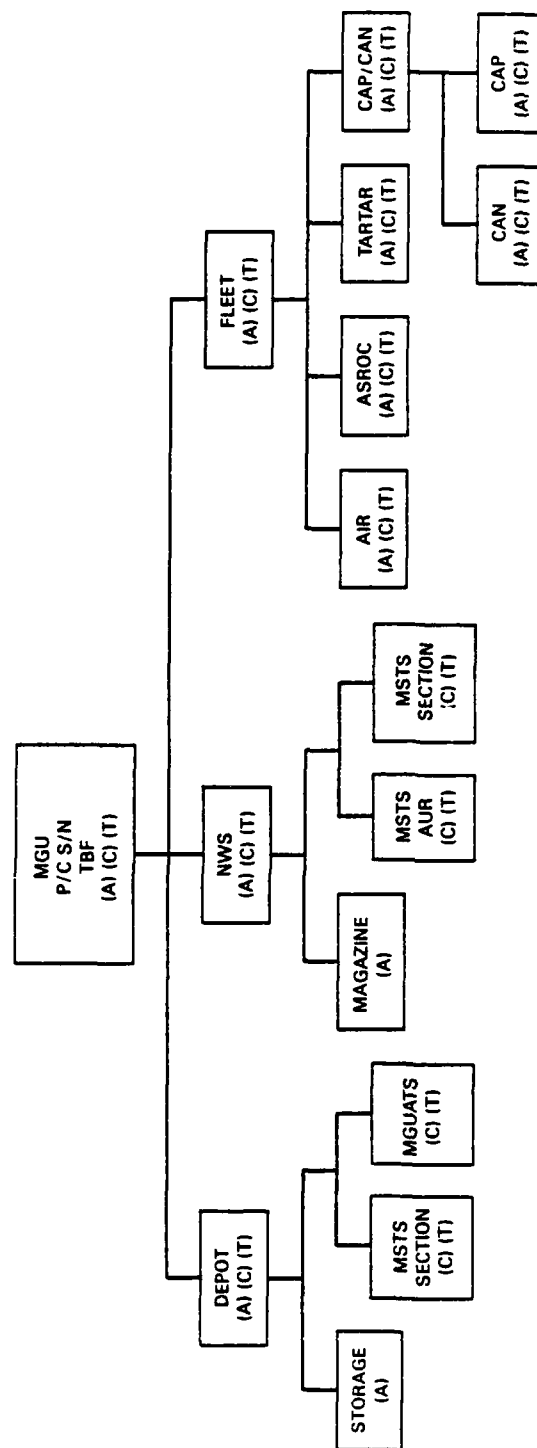 MGU
P/C S/N
TBF
(A) (C) (T)
DEPOT
(A) (C) (T)
NWS
(A) (C) (T)
FLEET
(A) (C) (T)
STORAGE
(A)
MSTS
SECTION
(C) (T)
MGUATS
(C) (T)
MAGAZINE
(A)
MSTS
AUR
(C) (T)
MSTS
SECTION
(C) (T)
AIR
(A) (C) (T)
ASROC
(A) (C) (T)
TARTAR
(A) (C) (T)
CAP/CAN
(A) (C) (T)
CAN
(A) (C) (T)
CAP
(A) (C) (T)